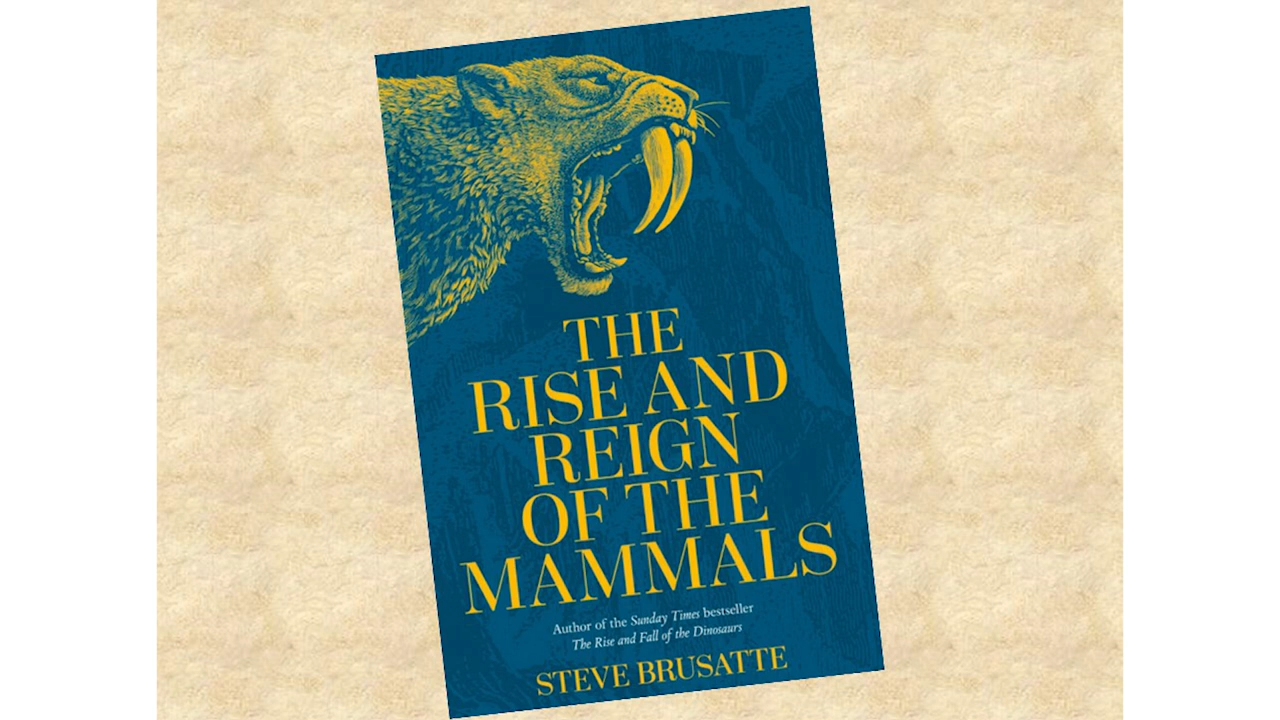 THE
RISE AND
REIGN
OF THE
MAMMALS
Author of the Sunday Times bestseller
The Rise and Fall of the Dinosaurs
STEVE BRUSATTE